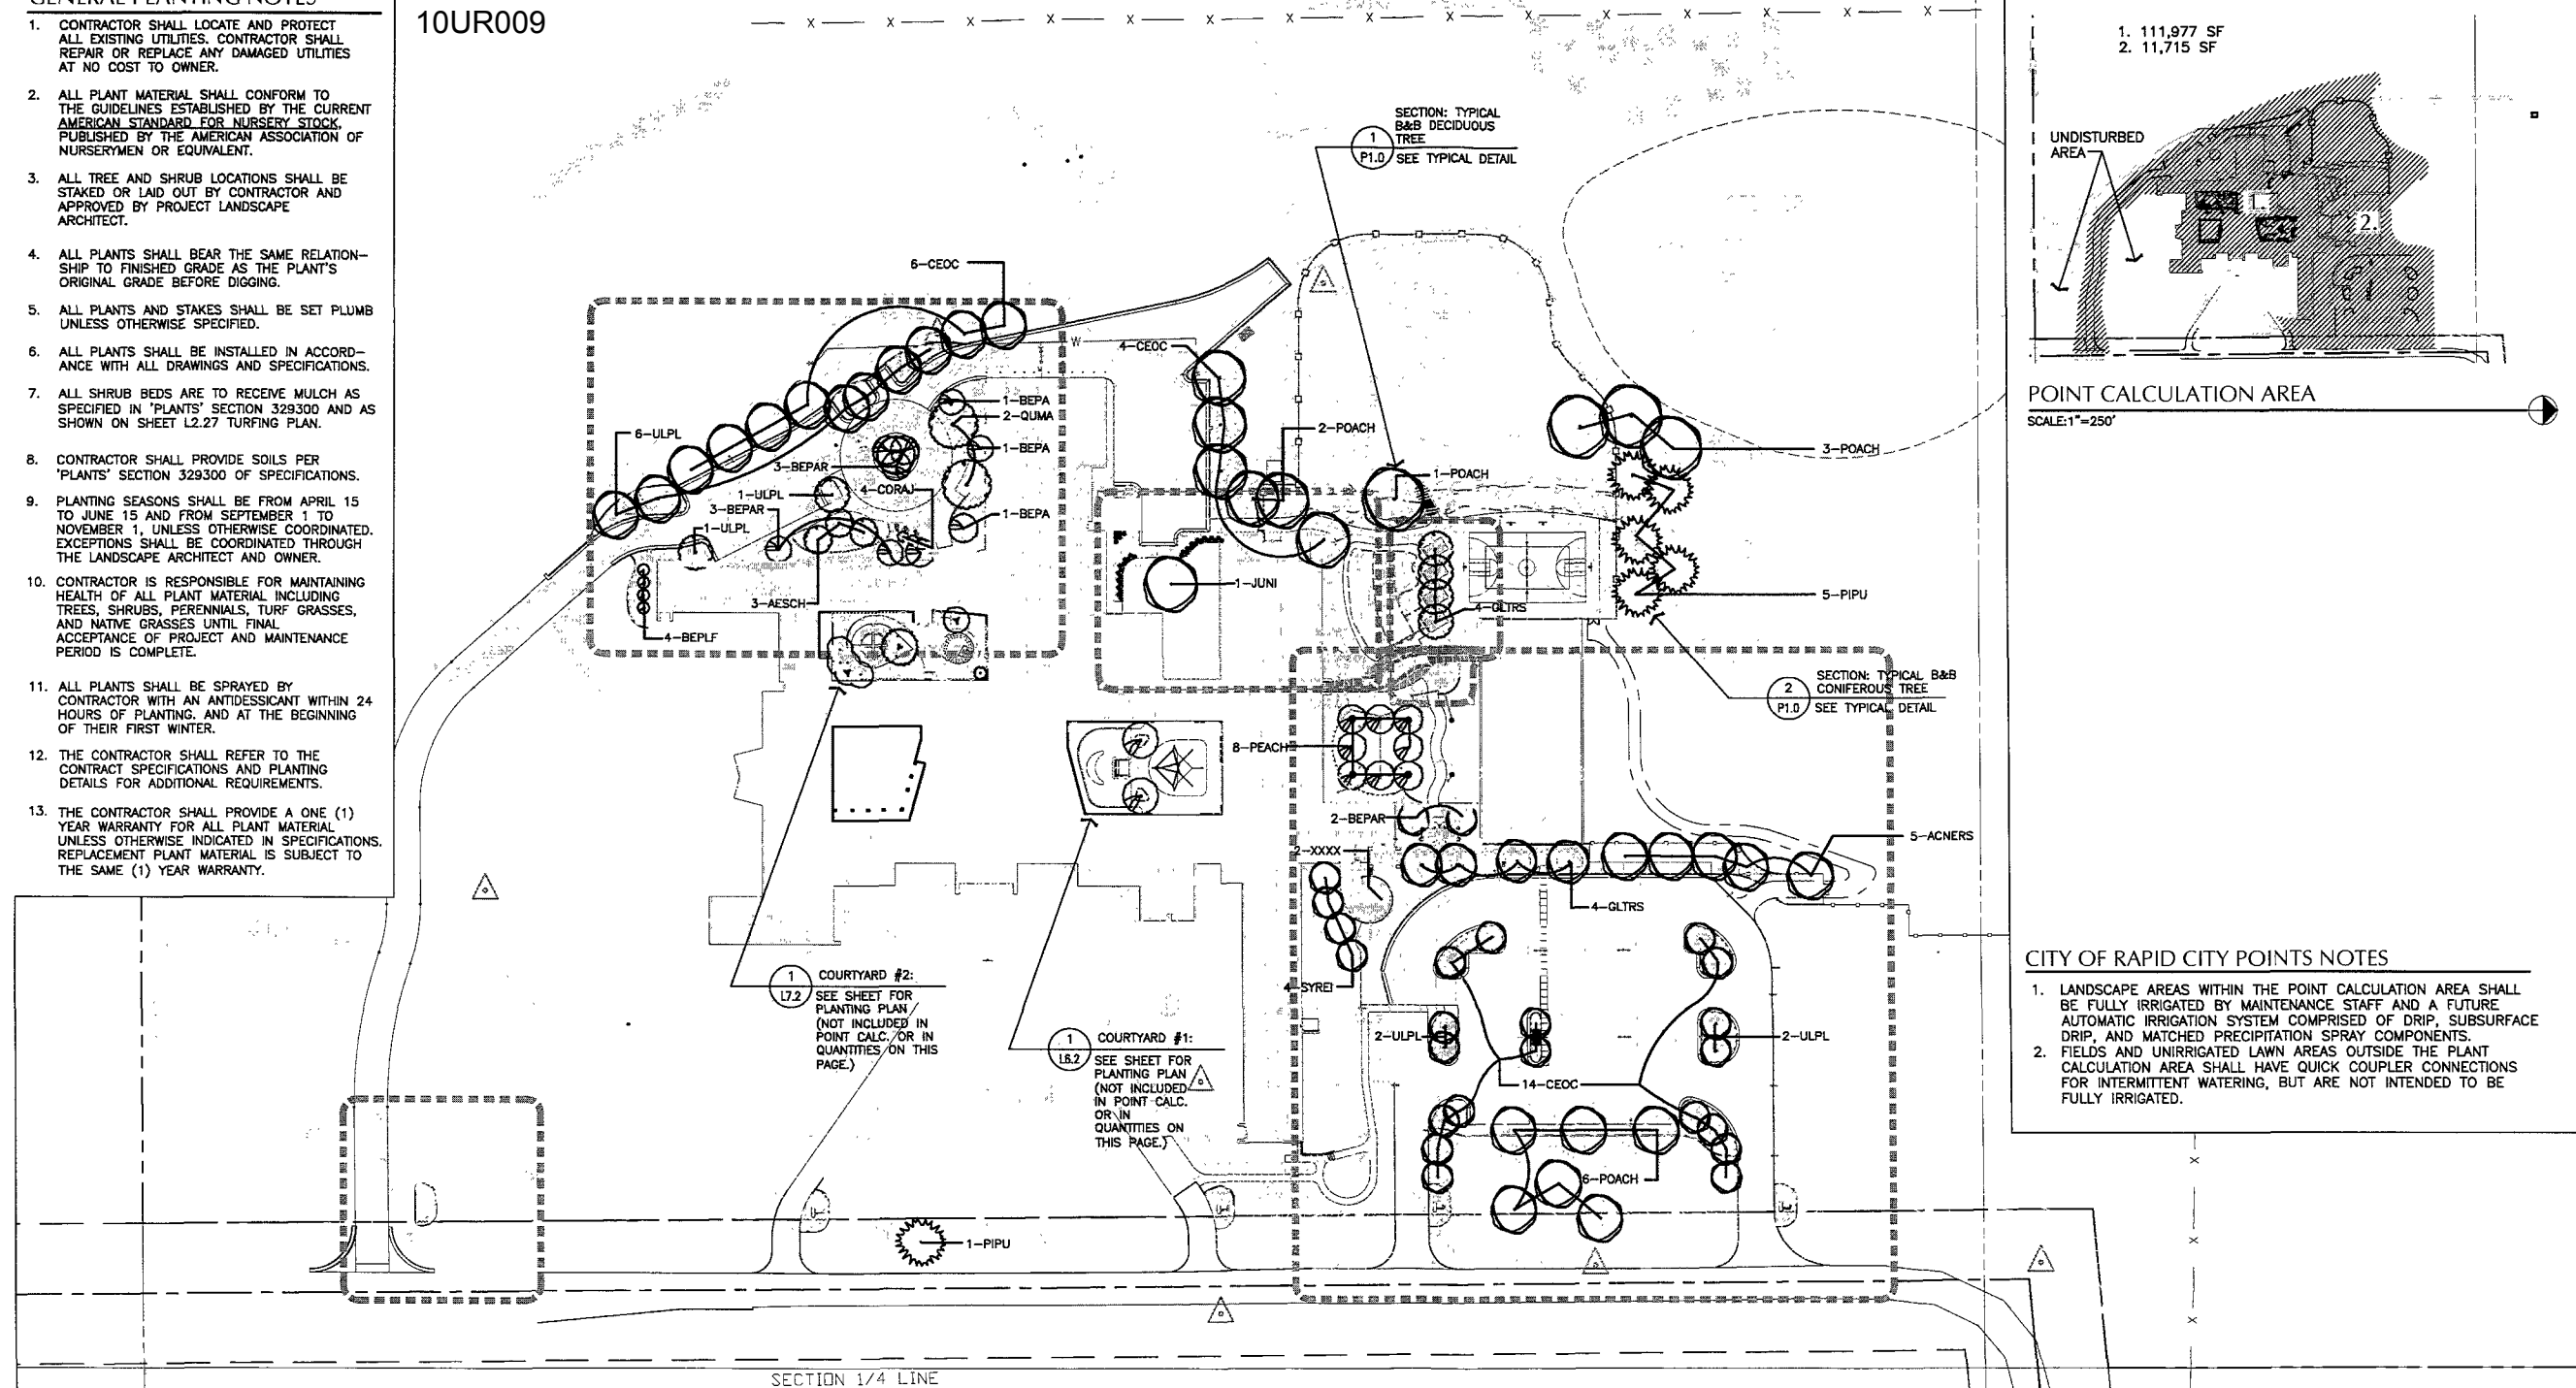 GENERAL PLANTING NOTES
1. CONTRACTOR SHALL LOCATE AND PROTECT
ALL EXISTING UTILITIES. CONTRACTOR SHALL
REPAIR OR REPLACE ANY DAMAGED UTILITIES
AT NO COST TO OWNER.
2. ALL PLANT MATERIAL SHALL CONFORM TO
THE GUIDELINES ESTABLISHED BY THE CURRENT
AMERICAN STANDARD FOR NURSERY STOCK,
PUBLISHED BY THE AMERICAN ASSOCIATION OF
NURSERYMEN OR EQUIVALENT.
3. ALL TREE AND SHRUB LOCATIONS SHALL BE
STAKED OR LAID OUT BY CONTRACTOR AND
APPROVED BY PROJECT LANDSCAPE
ARCHITECT.
4. ALL PLANTS SHALL BEAR THE SAME RELATION-
SHIP TO FINISHED GRADE AS THE PLANT'S
ORIGINAL GRADE BEFORE DIGGING.
5. ALL PLANTS AND STAKES SHALL BE SET PLUMB
UNLESS OTHERWISE SPECIFIED.
6. ALL PLANTS SHALL BE INSTALLED IN ACCORD-
ANCE WITH ALL DRAWINGS AND SPECIFICATIONS.
7. ALL SHRUB BEDS ARE TO RECEIVE MULCH AS
SPECIFIED IN 'PLANTS' SECTION 329300 AND AS
SHOWN ON SHEET L2.27 TURFING PLAN.
8. CONTRACTOR SHALL PROVIDE SOILS PER
'PLANTS' SECTION 329300 OF SPECIFICATIONS.
9. PLANTING SEASONS SHALL BE FROM APRIL 15
TO JUNE 15 AND FROM SEPTEMBER 1 TO
NOVEMBER 1, UNLESS OTHERWISE COORDINATED.
EXCEPTIONS SHALL BE COORDINATED THROUGH
THE LANDSCAPE ARCHITECT AND OWNER.
10. CONTRACTOR IS RESPONSIBLE FOR MAINTAINING
HEALTH OF ALL PLANT MATERIAL INCLUDING
TREES, SHRUBS, PERENNIALS, TURF GRASSES,
AND NATIVE GRASSES UNTIL FINAL
ACCEPTANCE OF PROJECT AND MAINTENANCE
PERIOD IS COMPLETE.
11. ALL PLANTS SHALL BE SPRAYED BY
CONTRACTOR WITH AN ANTIDESSICANT WITHIN 24
HOURS OF PLANTING. AND AT THE BEGINNING
OF THEIR FIRST WINTER.
12. THE CONTRACTOR SHALL REFER TO THE
CONTRACT SPECIFICATIONS AND PLANTING
DETAILS FOR ADDITIONAL REQUIREMENTS.
13. THE CONTRACTOR SHALL PROVIDE A ONE (1)
YEAR WARRANTY FOR ALL PLANT MATERIAL
UNLESS OTHERWISE INDICATED IN SPECIFICATIONS.
REPLACEMENT PLANT MATERIAL IS SUBJECT TO
THE SAME (1) YEAR WARRANTY.
10UR009
1
P1.0
SECTION: TYPICAL
B&B DECIDUOUS
TREE
SEE TYPICAL DETAIL
6-CEOC
W
4-CEOC
1-BEPA
2-QUMA
1-BEPA
2-POACH
6-ULPL
3-BEPAR
3-POACH
1-POACH
4-CORAJ
1-ULPL
3-BEPAR
1-BEPA
1-ULPL
1-JUNI
3-AESCH
4-GLTRS
5-PIPU
4-BEPLF
2
P1.0
SECTION: TYPICAL B&B
CONIFEROUS TREE
SEE TYPICAL DETAIL
8-PEACH
2-BEPAR
5-ACNERS
2-XXXX
4-GLTRS
4-SYREI
1
L7.2
COURTYARD #2:
SEE SHEET FOR
PLANTING PLAN
(NOT INCLUDED IN
POINT CALC. OR IN
QUANTITIES ON THIS
PAGE.)
1
L6.2
COURTYARD #1:
SEE SHEET FOR
PLANTING PLAN
(NOT INCLUDED
IN POINT CALC.
OR IN
QUANTITIES ON
THIS PAGE.)
2-ULPL
2-ULPL
14-CEOC
6-POACH
1-PIPU
SECTION 1/4 LINE
1. 111,977 SF
2. 11,715 SF
UNDISTURBED
AREA
1.
2.
POINT CALCULATION AREA
SCALE:1"=250'
CITY OF RAPID CITY POINTS NOTES
1. LANDSCAPE AREAS WITHIN THE POINT CALCULATION AREA SHALL
BE FULLY IRRIGATED BY MAINTENANCE STAFF AND A FUTURE
AUTOMATIC IRRIGATION SYSTEM COMPRISED OF DRIP, SUBSURFACE
DRIP, AND MATCHED PRECIPITATION SPRAY COMPONENTS.
2. FIELDS AND UNIRRIGATED LAWN AREAS OUTSIDE THE PLANT
CALCULATION AREA SHALL HAVE QUICK COUPLER CONNECTIONS
FOR INTERMITTENT WATERING, BUT ARE NOT INTENDED TO BE
FULLY IRRIGATED.